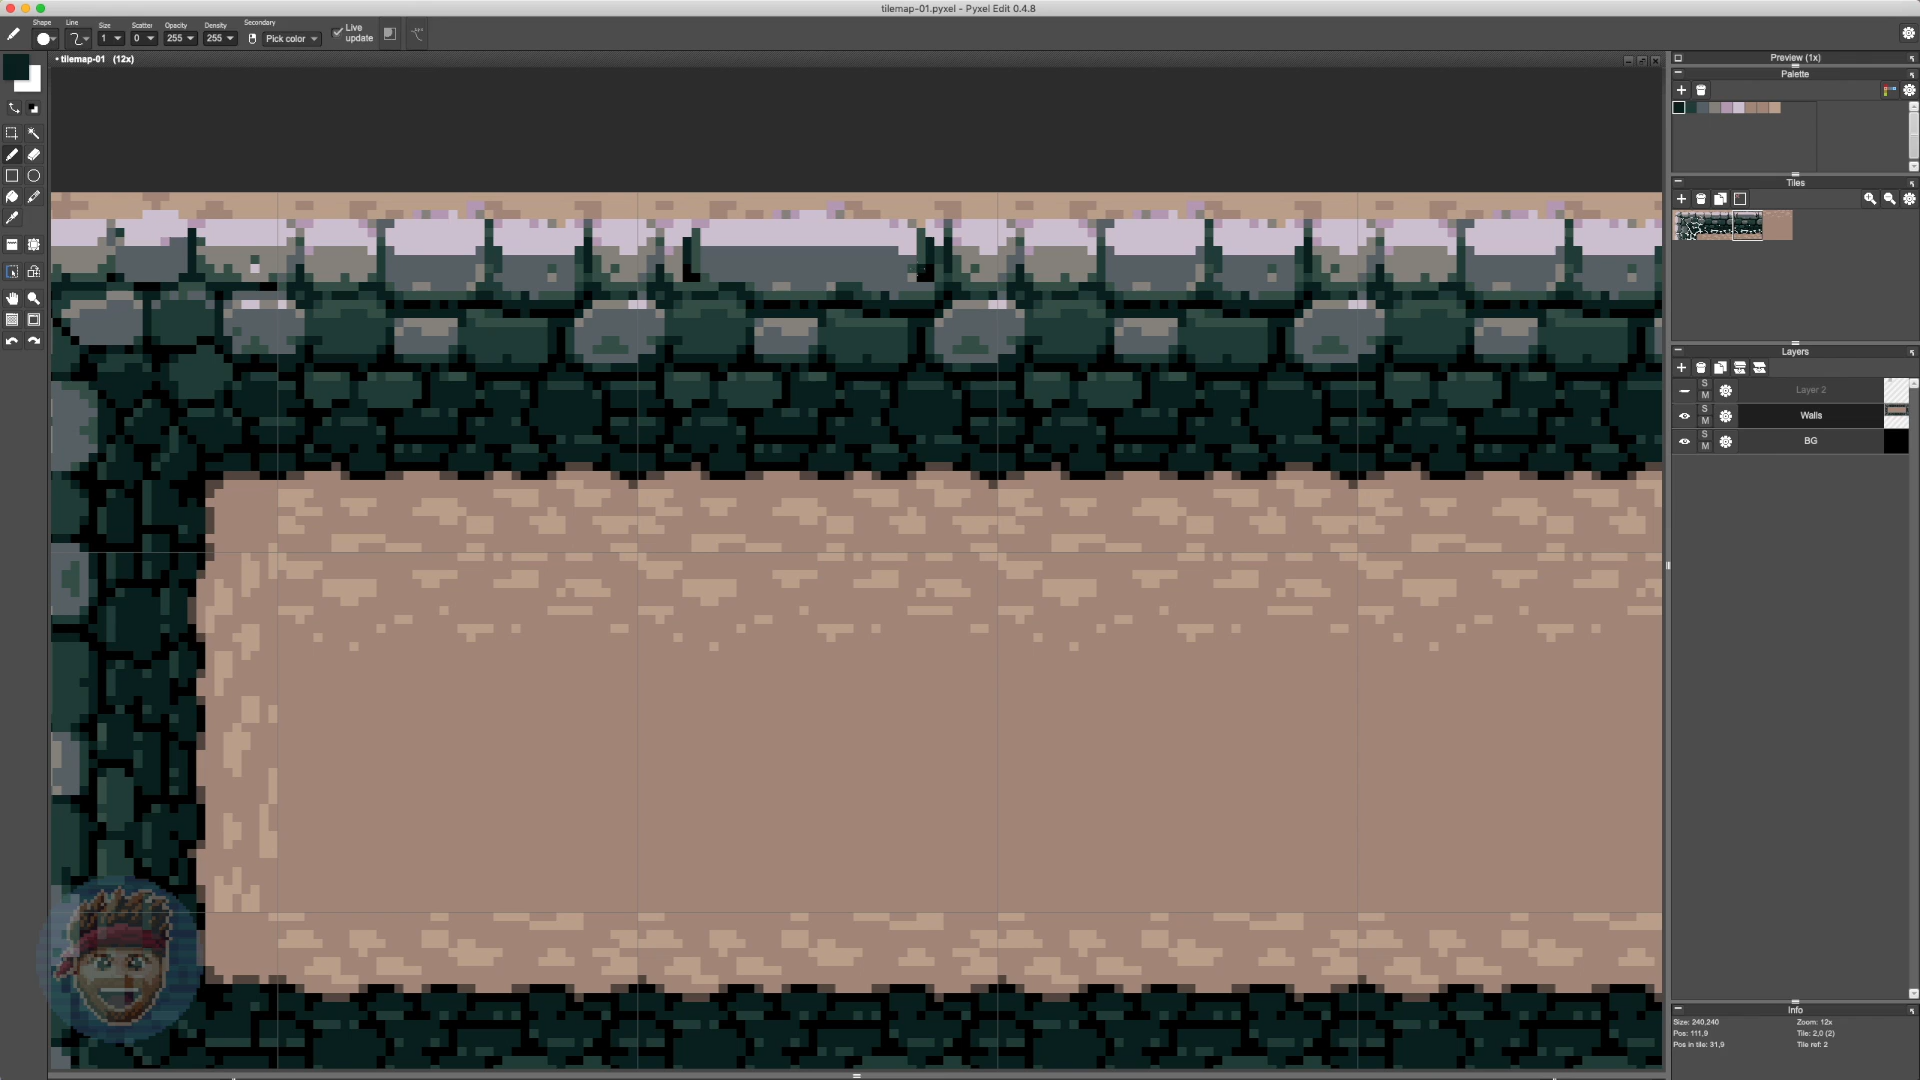 tilemap-01.pyxel - Pyxel Edit 0.4.8
Shape Line Size Scatter Opacity Density Secondary
1 0 255 255 Pick color Live update
• tilemap-01 (12x)
Preview (1x)
Palette
Tiles
Layers
S
M
Layer 2
S
M
Walls
S
M
BG
Info
Size: 240,240 Zoom: 12x
Pos: 111,9 Tile: 2,0 (2)
Pos in tile: 31,9 Tile ref: 2